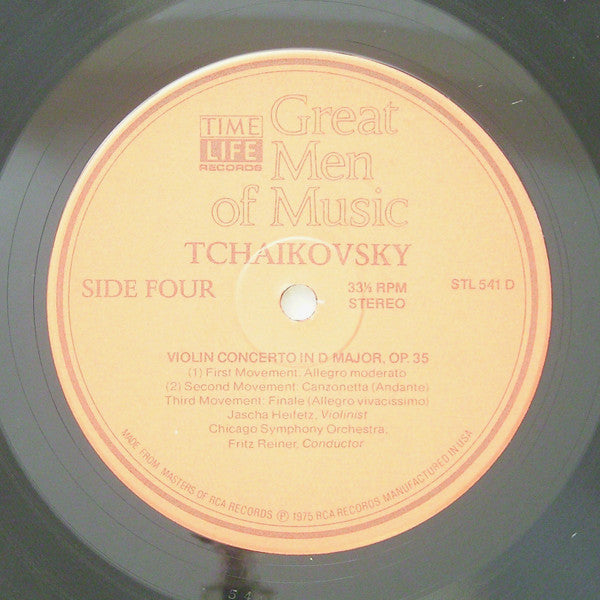 TIME
LIFE
RECORDS
Great
Men
of Music
TCHAIKOVSKY
SIDE FOUR
33⅓ RPM
STEREO
STL 541 D
VIOLIN CONCERTO IN D MAJOR, OP. 35
(1) First Movement: Allegro moderato
(2) Second Movement: Canzonetta (Andante)
Third Movement: Finale (Allegro vivacissimo)
Jascha Heifetz, Violinist
Chicago Symphony Orchestra,
Fritz Reiner, Conductor
MADE FROM MASTERS OF RCA RECORDS ℗ 1975 RCA RECORDS MANUFACTURED IN USA